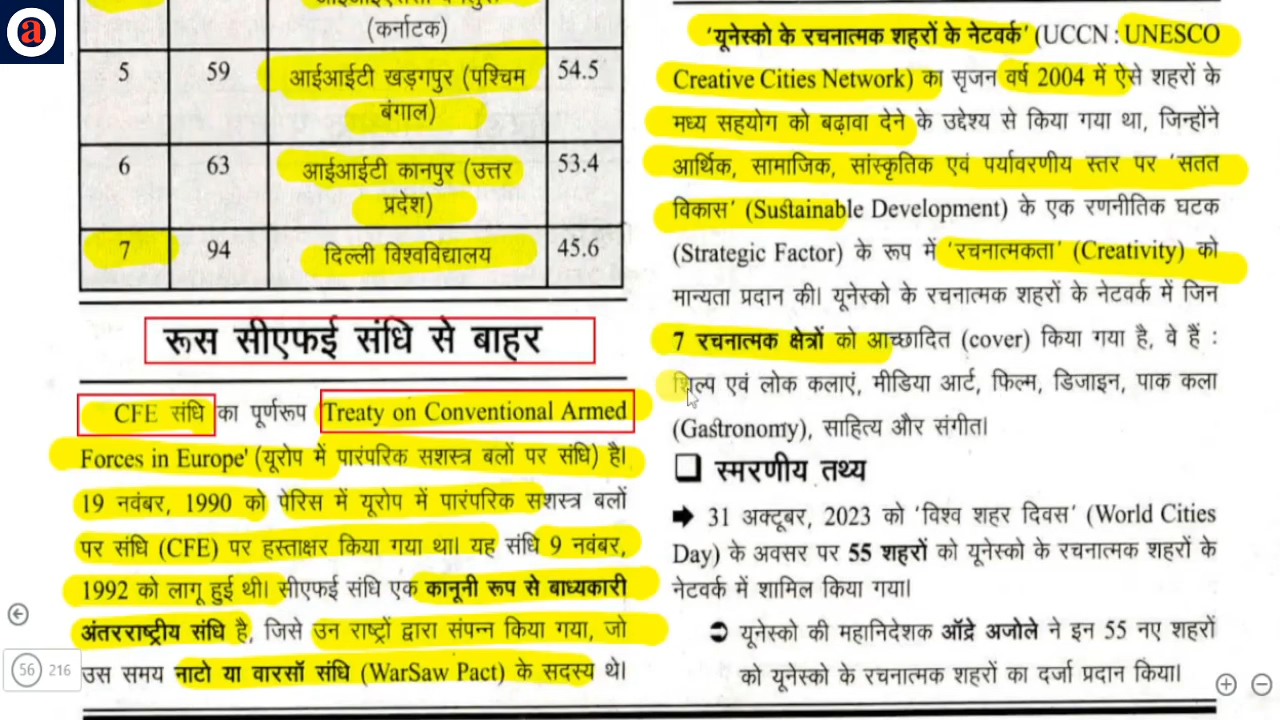 a
(कर्नाटक)
5 59 आईआईटी खड़गपुर (पश्चिम 54.5
बंगाल)
6 63 आईआईटी कानपुर (उत्तर 53.4
प्रदेश)
7 94 दिल्ली विश्वविद्यालय 45.6
रूस सीएफई संधि से बाहर
CFE संधि का पूर्णरूप Treaty on Conventional Armed
Forces in Europe' (यूरोप में पारंपरिक सशस्त्र बलों पर संधि) है।
19 नवंबर, 1990 को पेरिस में यूरोप में पारंपरिक सशस्त्र बलों
पर संधि (CFE) पर हस्ताक्षर किया गया था। यह संधि 9 नवंबर,
1992 को लागू हुई थी। सीएफई संधि एक कानूनी रूप से बाध्यकारी
अंतरराष्ट्रीय संधि है, जिसे उन राष्ट्रों द्वारा संपन्न किया गया, जो
उस समय नाटो या वारसॉ संधि (WarSaw Pact) के सदस्य थे।
56 216
'यूनेस्को के रचनात्मक शहरों के नेटवर्क' (UCCN : UNESCO
Creative Cities Network) का सृजन वर्ष 2004 में ऐसे शहरों के
मध्य सहयोग को बढ़ावा देने के उद्देश्य से किया गया था, जिन्होंने
आर्थिक, सामाजिक, सांस्कृतिक एवं पर्यावरणीय स्तर पर 'सतत
विकास' (Sustainable Development) के एक रणनीतिक घटक
(Strategic Factor) के रूप में 'रचनात्मकता' (Creativity) को
मान्यता प्रदान की। यूनेस्को के रचनात्मक शहरों के नेटवर्क में जिन
7 रचनात्मक क्षेत्रों को आच्छादित (cover) किया गया है, वे हैं :
शिल्प एवं लोक कलाएं, मीडिया आर्ट, फिल्म, डिजाइन, पाक कला
(Gastronomy), साहित्य और संगीत।
स्मरणीय तथ्य
31 अक्टूबर, 2023 को 'विश्व शहर दिवस' (World Cities
Day) के अवसर पर 55 शहरों को यूनेस्को के रचनात्मक शहरों के
नेटवर्क में शामिल किया गया।
यूनेस्को की महानिदेशक ऑद्रे अजोले ने इन 55 नए शहरों
को यूनेस्को के रचनात्मक शहरों का दर्जा प्रदान किया।